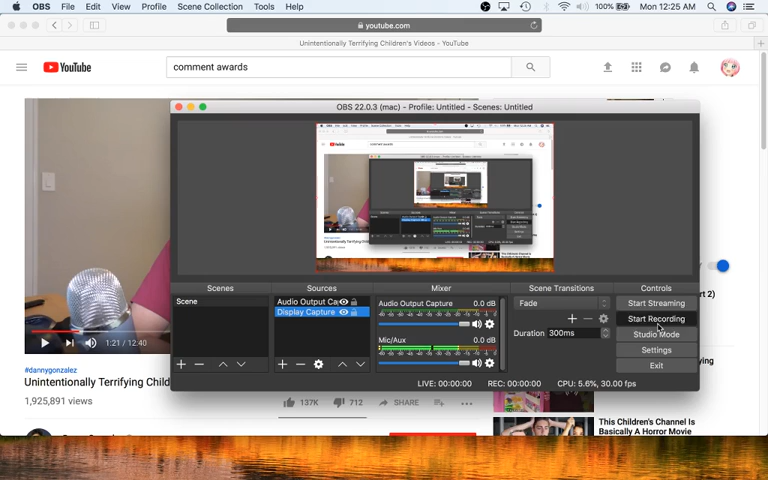 OBS File Edit View Profile Scene Collection Tools Help 100% Mon 12:25 AM
youtube.com
Unintentionally Terrifying Children's Videos - YouTube
YouTube comment awards
OBS 22.0.3 (mac) - Profile: Untitled - Scenes: Untitled
Scenes Sources Mixer Scene Transitions Controls
Scene
Audio Output Ca
Display Capture
Audio Output Capture 0.0 dB
Mic/Aux 0.0 dB
Fade
Duration 300ms
Start Streaming
Start Recording
Studio Mode
Settings
Exit
LIVE: 00:00:00 REC: 00:00:00 CPU: 5.6%, 30.00 fps
1:21 / 12:40
#dannygonzalez
Unintentionally Terrifying Child
1,925,891 views
137K 712 SHARE
rt 2)
ying
This Children's Channel Is
Basically A Horror Movie